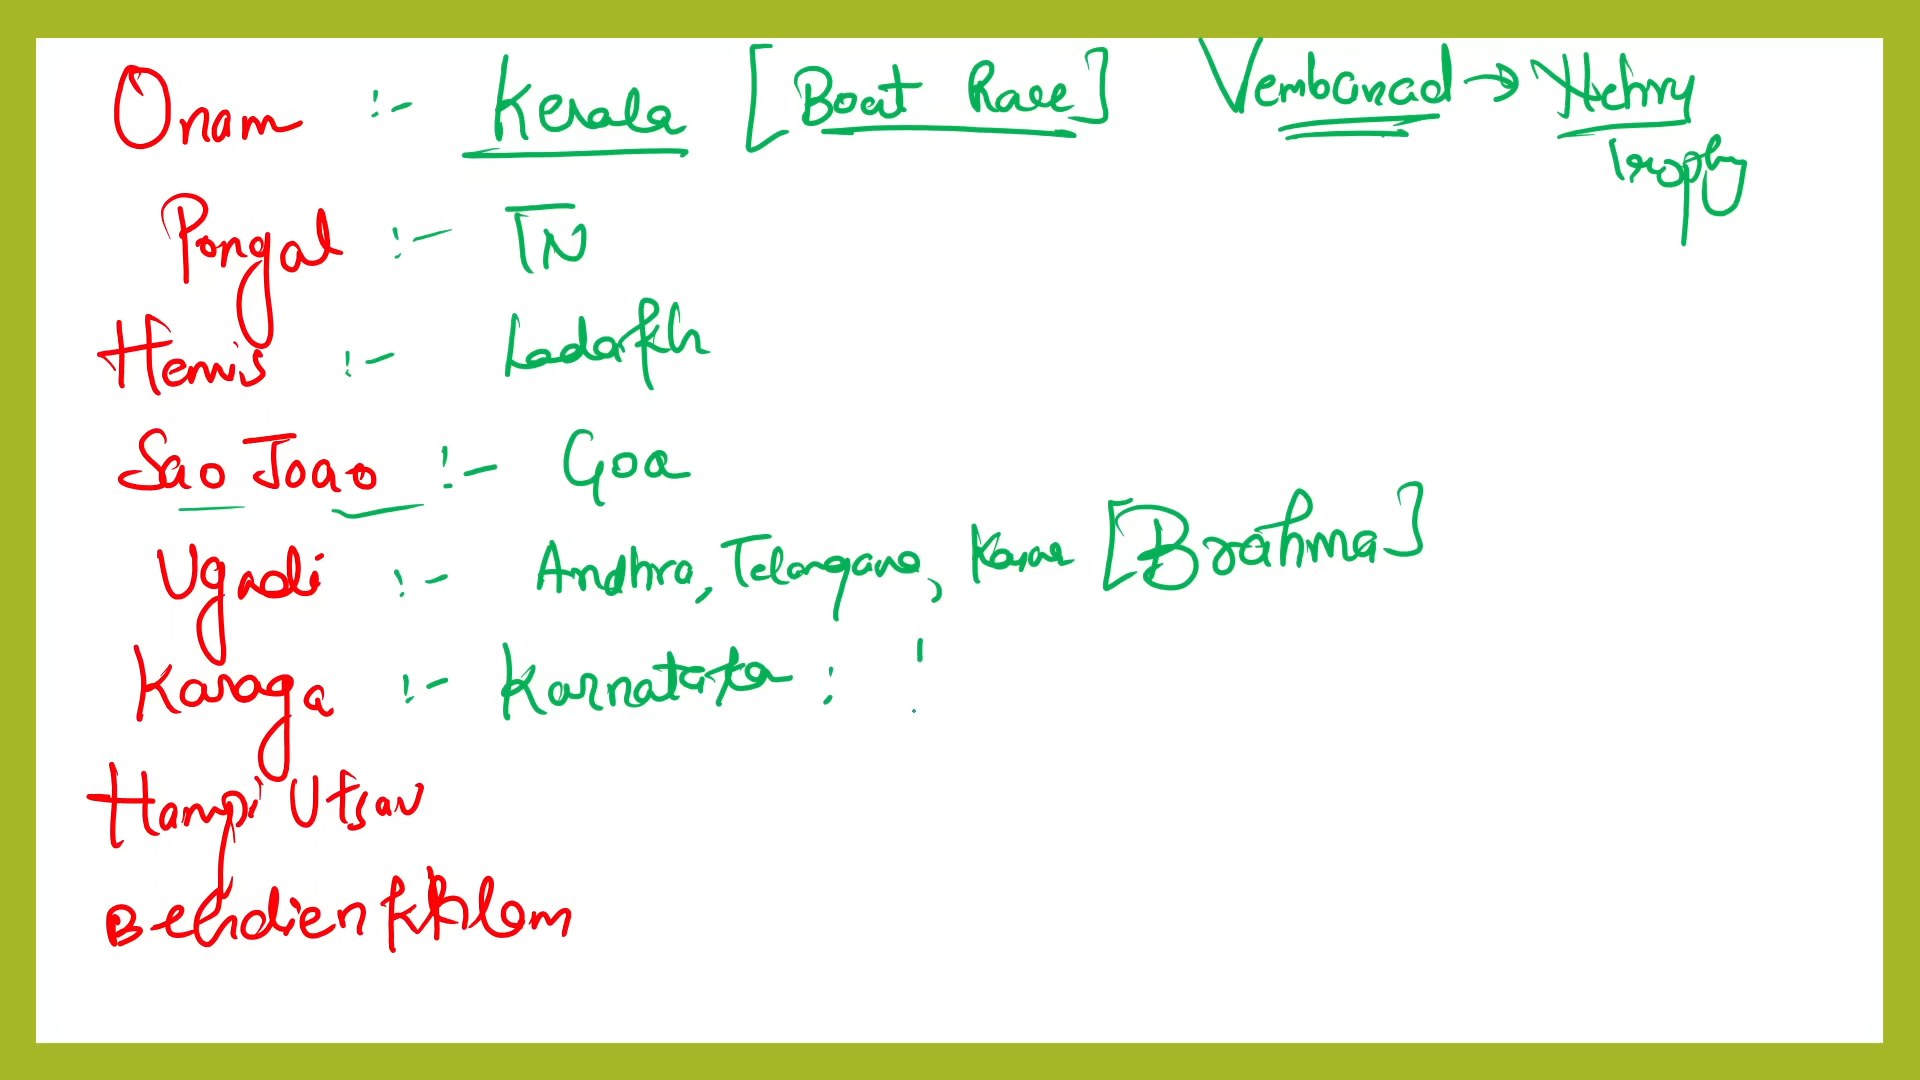 Onam :- Kerala [Boat Race] Vembanad → Nehru
Trophy
Pongal :- TN
Hemis :- Ladakh
Sao Joao :- Goa
Ugadi :- Andhra, Telangana, [Brahma]
Karaga :- Karnataka :
Hampi Utsav
Behdienkhlam